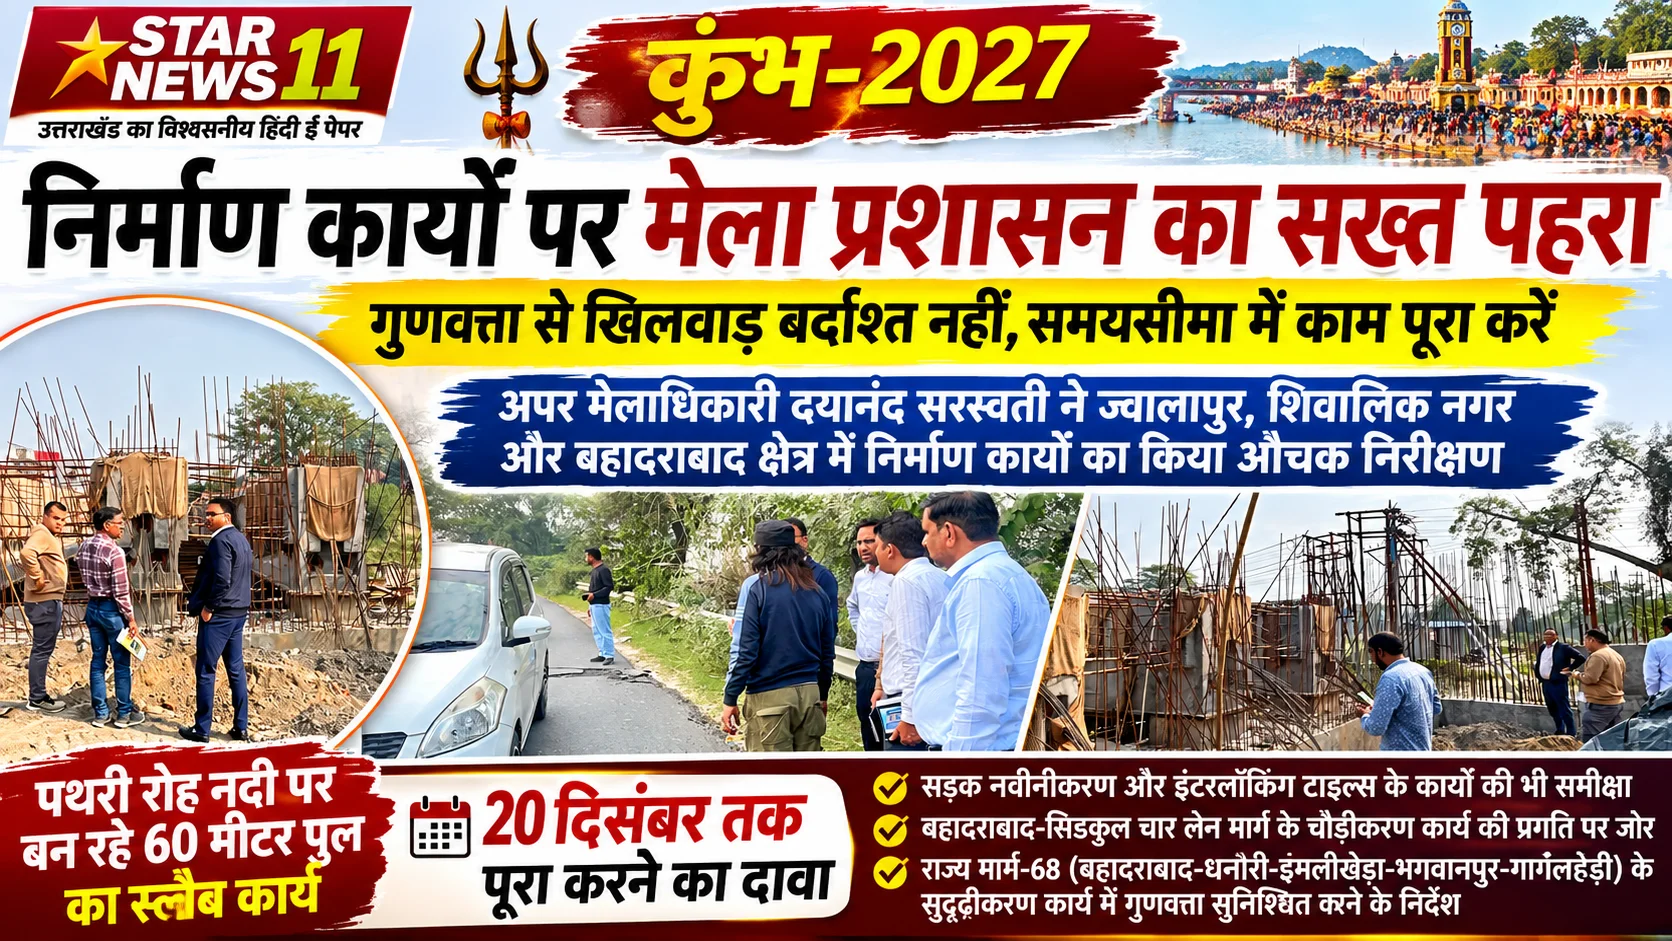 STAR
NEWS 11
उत्तराखंड का विश्वसनीय हिंदी ई पेपर
कुंभ-2027
निर्माण कार्यों पर मेला प्रशासन का सख्त पहरा
गुणवत्ता से खिलवाड़ बर्दाश्त नहीं, समयसीमा में काम पूरा करें
अपर मेलाधिकारी दयानंद सरस्वती ने ज्वालापुर, शिवालिक नगर
और बहादराबाद क्षेत्र में निर्माण कार्यों का किया औचक निरीक्षण
पथरी रोह नदी पर
बन रहे 60 मीटर पुल
का स्लैब कार्य
20 दिसंबर तक
पूरा करने का दावा
सड़क नवीनीकरण और इंटरलॉकिंग टाइल्स के कार्यो की भी समीक्षा
बहादराबाद-सिडकुल चार लेन मार्ग के चौड़ीकरण कार्य की प्रगति पर जोर
राज्य मार्म-68 (बहादराबाद-धनौरी-इंमलीखेड़ा-भगवानपुर-गागंलहेड़ी) के
सुदृढ़ीकरण कार्य में गुणवत्ता सुनिश्चित करने के निर्देश